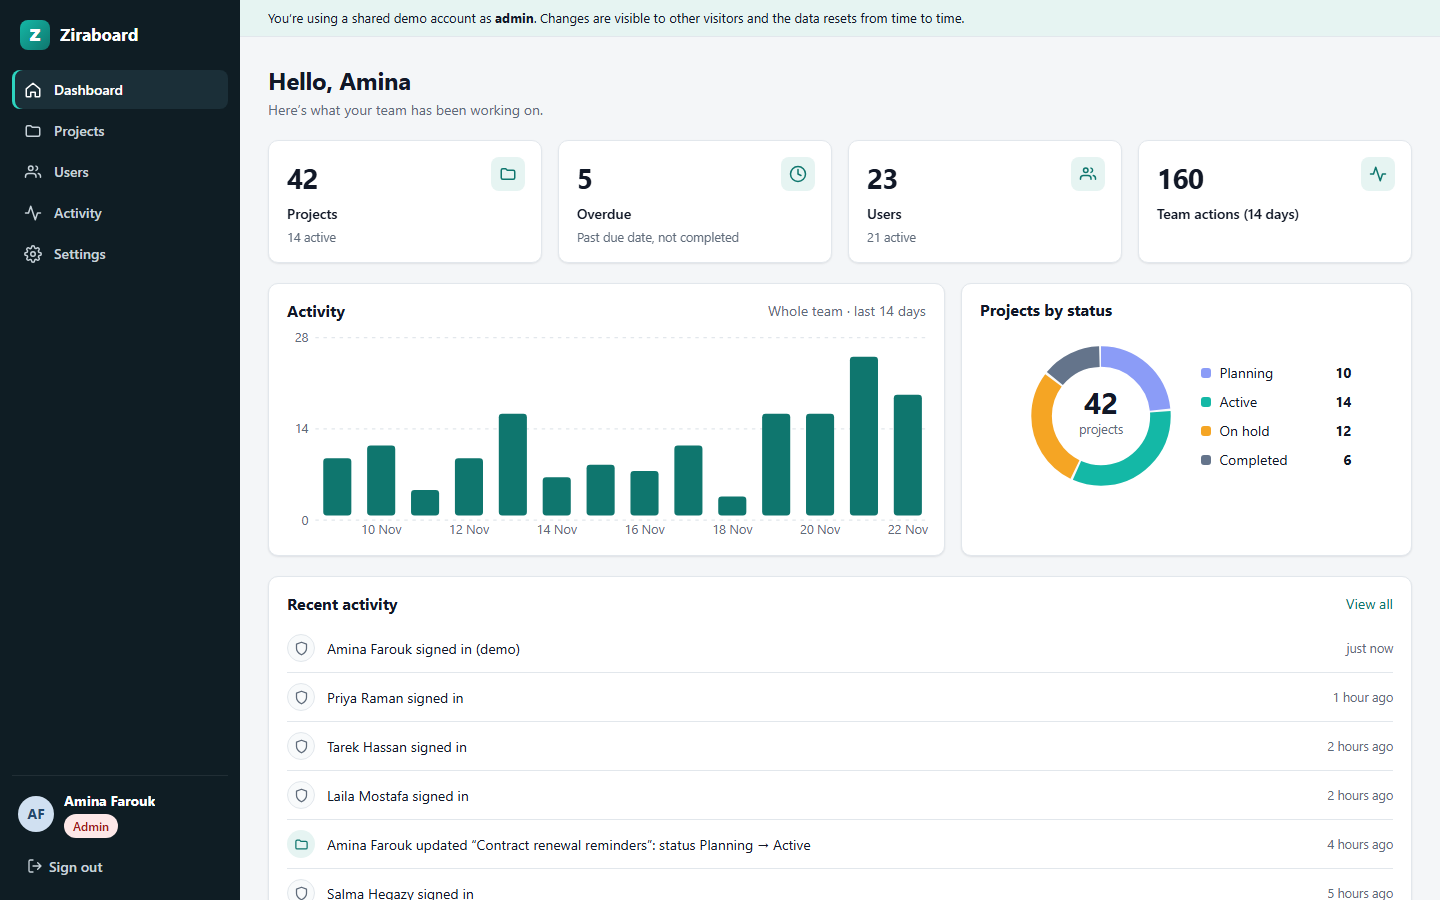 Z Ziraboard
Dashboard
Projects
Users
Activity
Settings
AF
Amina Farouk
Admin
Sign out
You're using a shared demo account as admin. Changes are visible to other visitors and the data resets from time to time.
Hello, Amina
Here's what your team has been working on.
42
Projects
14 active
5
Overdue
Past due date, not completed
23
Users
21 active
160
Team actions (14 days)
Activity
Whole team · last 14 days
28
14
0
10 Nov 12 Nov 14 Nov 16 Nov 18 Nov 20 Nov 22 Nov
Projects by status
42
projects
Planning 10
Active 14
On hold 12
Completed 6
Recent activity
View all
Amina Farouk signed in (demo) just now
Priya Raman signed in 1 hour ago
Tarek Hassan signed in 2 hours ago
Laila Mostafa signed in 2 hours ago
Amina Farouk updated “Contract renewal reminders”: status Planning → Active 4 hours ago
Salma Hegazy signed in 5 hours ago